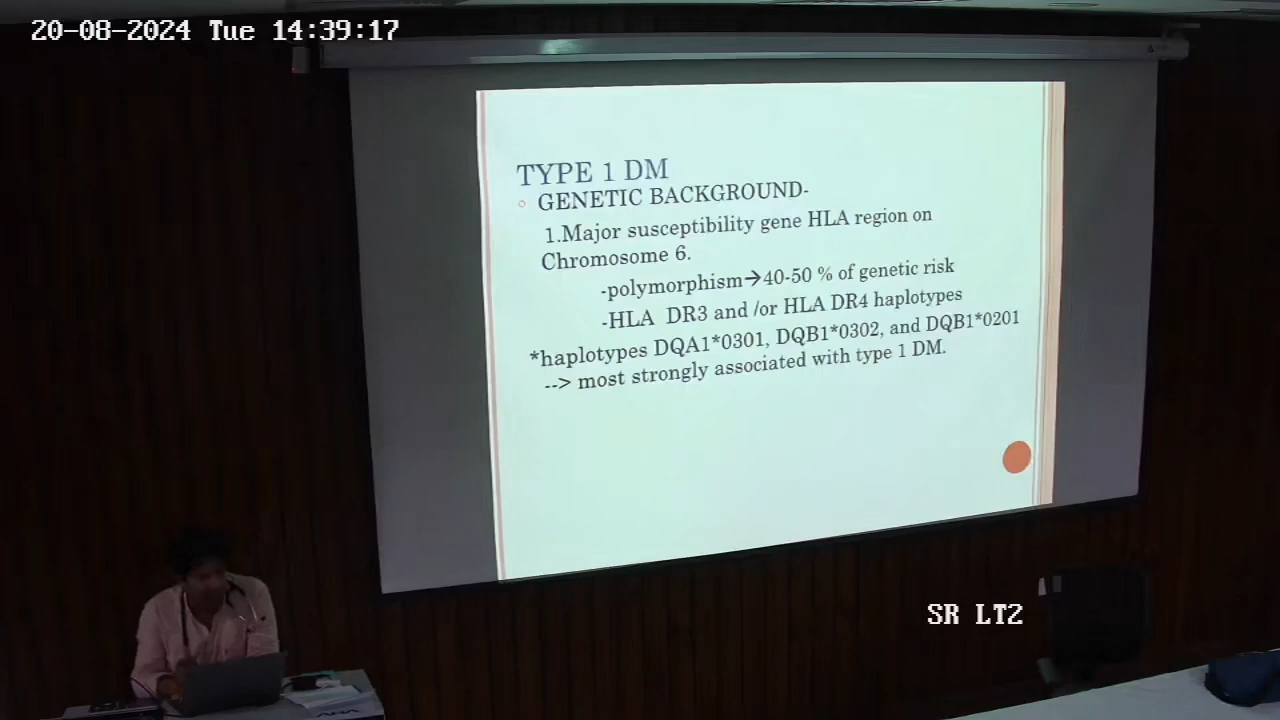 20-08-2024 Tue 14:39:17
TYPE 1 DM
GENETIC BACKGROUND-
1.Major susceptibility gene HLA region on
Chromosome 6.
-polymorphism→40-50 % of genetic risk
-HLA DR3 and /or HLA DR4 haplotypes
*haplotypes DQA1*0301, DQB1*0302, and DQB1*0201
--> most strongly associated with type 1 DM.
SR LT2